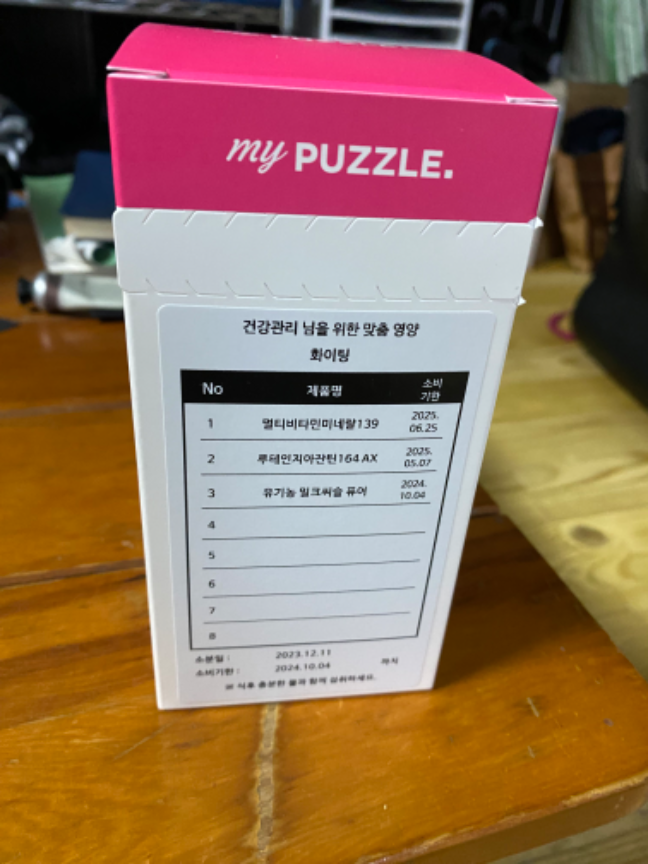 my PUZZLE.
건강관리 님을 위한 맞춤 영양
화이팅
No 제품명 소비기한
1 멀티비타민미네랄139 2025.06.25
2 루테인지아잔틴164 AX 2025.05.07
3 유기농 밀크씨슬 퓨어 2024.10.04
4
5
6
7
8
소분일 : 2023.12.11
소비기한 : 2024.10.04 까지
식후 충분한 물과 함께 섭취하세요.